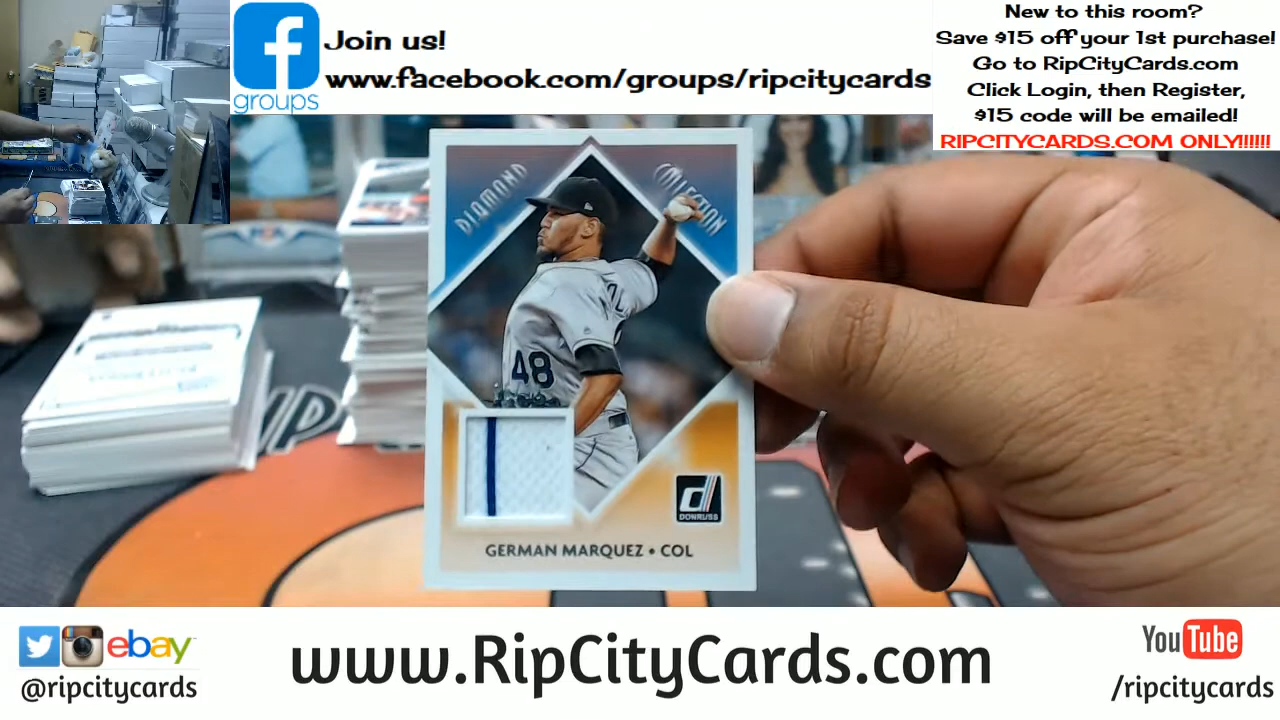 Join us!
www.facebook.com/groups/ripcitycards
groups
New to this room?
Save $15 off your 1st purchase!
Go to RipCityCards.com
Click Login, then Register,
$15 code will be emailed!
RIPCITYCARDS.COM ONLY!!!!!!
DIAMOND COLLECTION
48
DONRUSS
GERMAN MARQUEZ • COL
IP
ebay
@ripcitycards
www.RipCityCards.com
YouTube
/ripcitycards